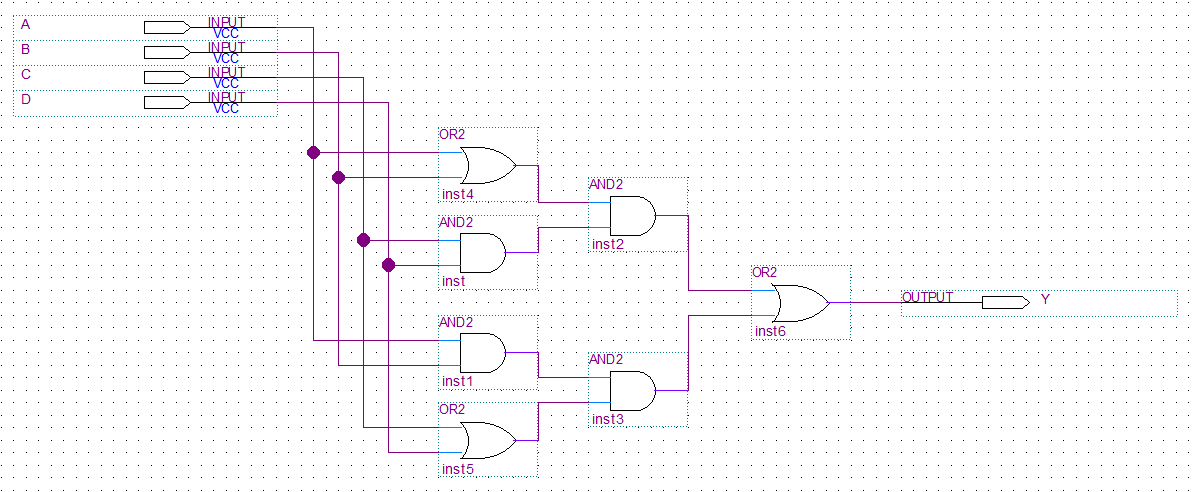 A INPUT
VCC
B INPUT
VCC
C INPUT
VCC
D INPUT
VCC
OR2
inst4
AND2
inst2
AND2
inst
OR2
inst6
OUTPUT Y
AND2
inst1
AND2
inst3
OR2
inst5